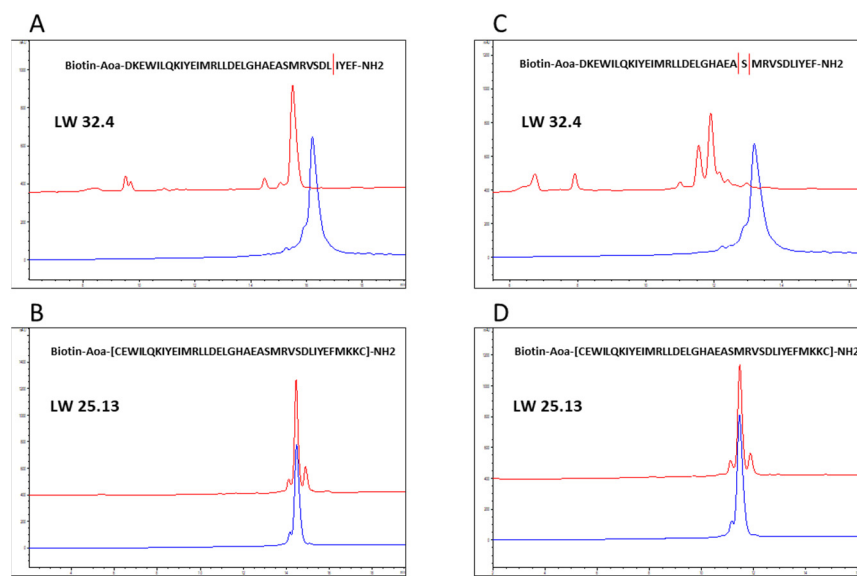 A
Biotin-Aoa-DKEWILQKIYEIMRLLDELGHAEASMRVSDL|IYEF-NH2
LW 32.4
C
Biotin-Aoa-DKEWILQKIYEIMRLLDELGHAEA|S|MRVSDLIYEF-NH2
LW 32.4
B
Biotin-Aoa-[CEWILQKIYEIMRLLDELGHAEASMRVSDLIYEFMKKC]-NH2
LW 25.13
D
Biotin-Aoa-[CEWILQKIYEIMRLLDELGHAEASMRVSDLIYEFMKKC]-NH2
LW 25.13